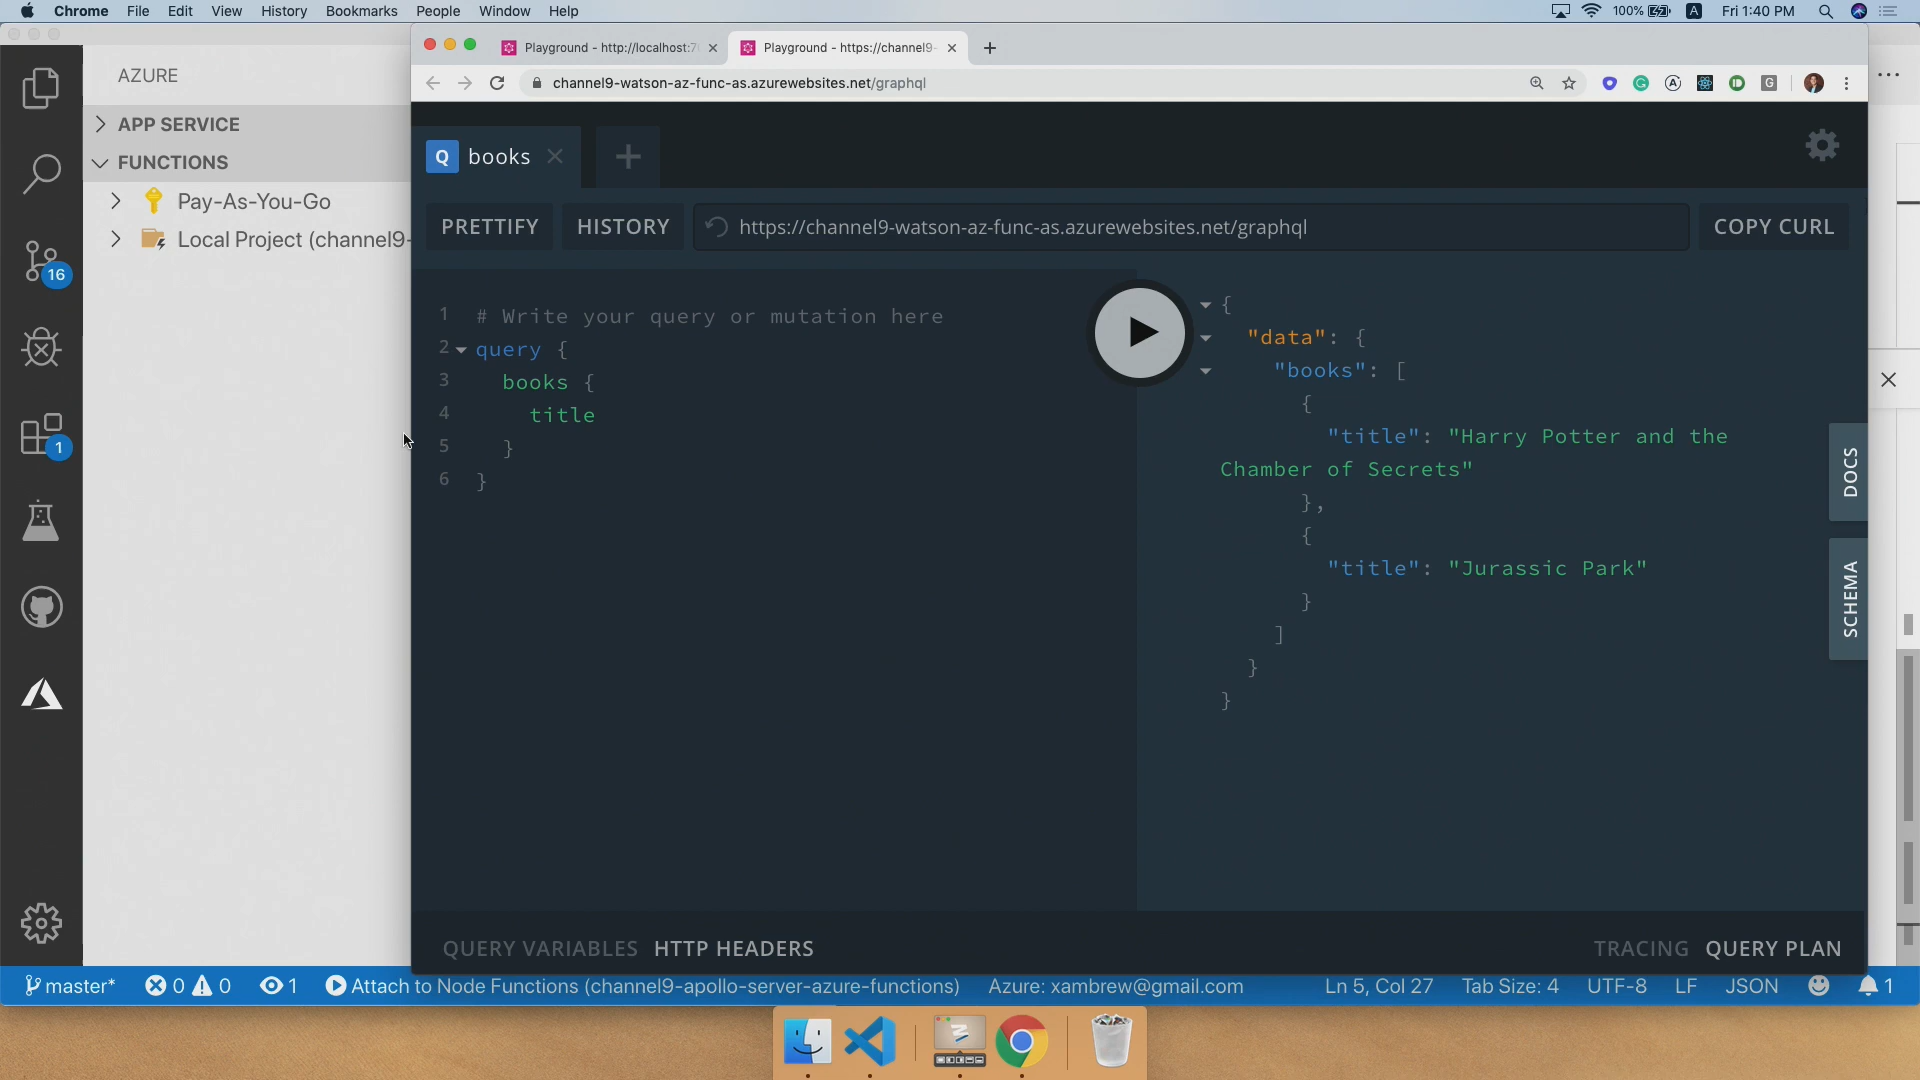 Chrome File Edit View History Bookmarks People Window Help
100% A Fri 1:40 PM
Playground - http://localhost:7 Playground - https://channel9-
channel9-watson-az-func-as.azurewebsites.net/graphql
AZURE
APP SERVICE
FUNCTIONS
Pay-As-You-Go
Local Project (channel9-
16
1
Q books
PRETTIFY HISTORY https://channel9-watson-az-func-as.azurewebsites.net/graphql COPY CURL
1 # Write your query or mutation here
2 query {
3 books {
4 title
5 }
6 }
{
"data": {
"books": [
{
"title": "Harry Potter and the
Chamber of Secrets"
},
{
"title": "Jurassic Park"
}
]
}
}
DOCS
SCHEMA
QUERY VARIABLES HTTP HEADERS
TRACING QUERY PLAN
master* 0 0 1 Attach to Node Functions (channel9-apollo-server-azure-functions) Azure: xambrew@gmail.com Ln 5, Col 27 Tab Size: 4 UTF-8 LF JSON 1